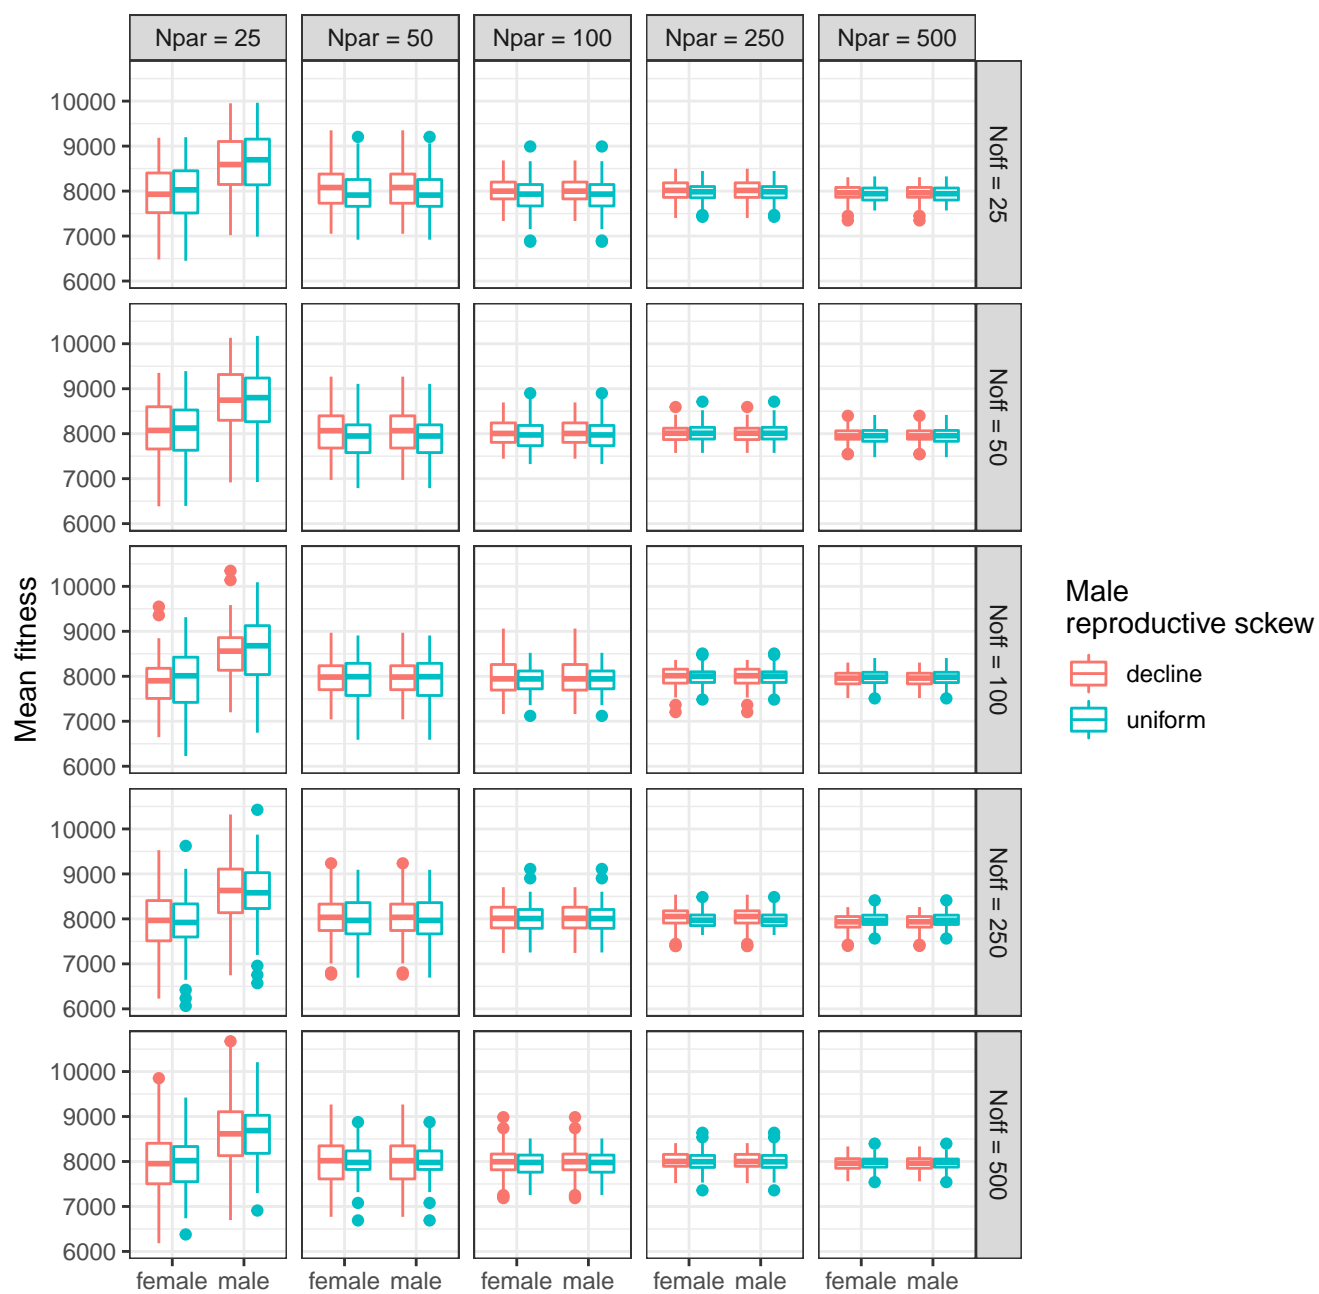 Npar = 25
Npar = 50
Npar = 100
Npar = 250
Npar = 500
10000
9000
8000
7000
6000
Noff = 25
10000
9000
8000
7000
6000
Noff = 50
10000
9000
8000
7000
6000
Noff = 100
10000
9000
8000
7000
6000
Noff = 250
10000
9000
8000
7000
6000
Noff = 500
female male
female male
female male
female male
female male
Mean fitness
Male
reproductive sckew
decline
uniform